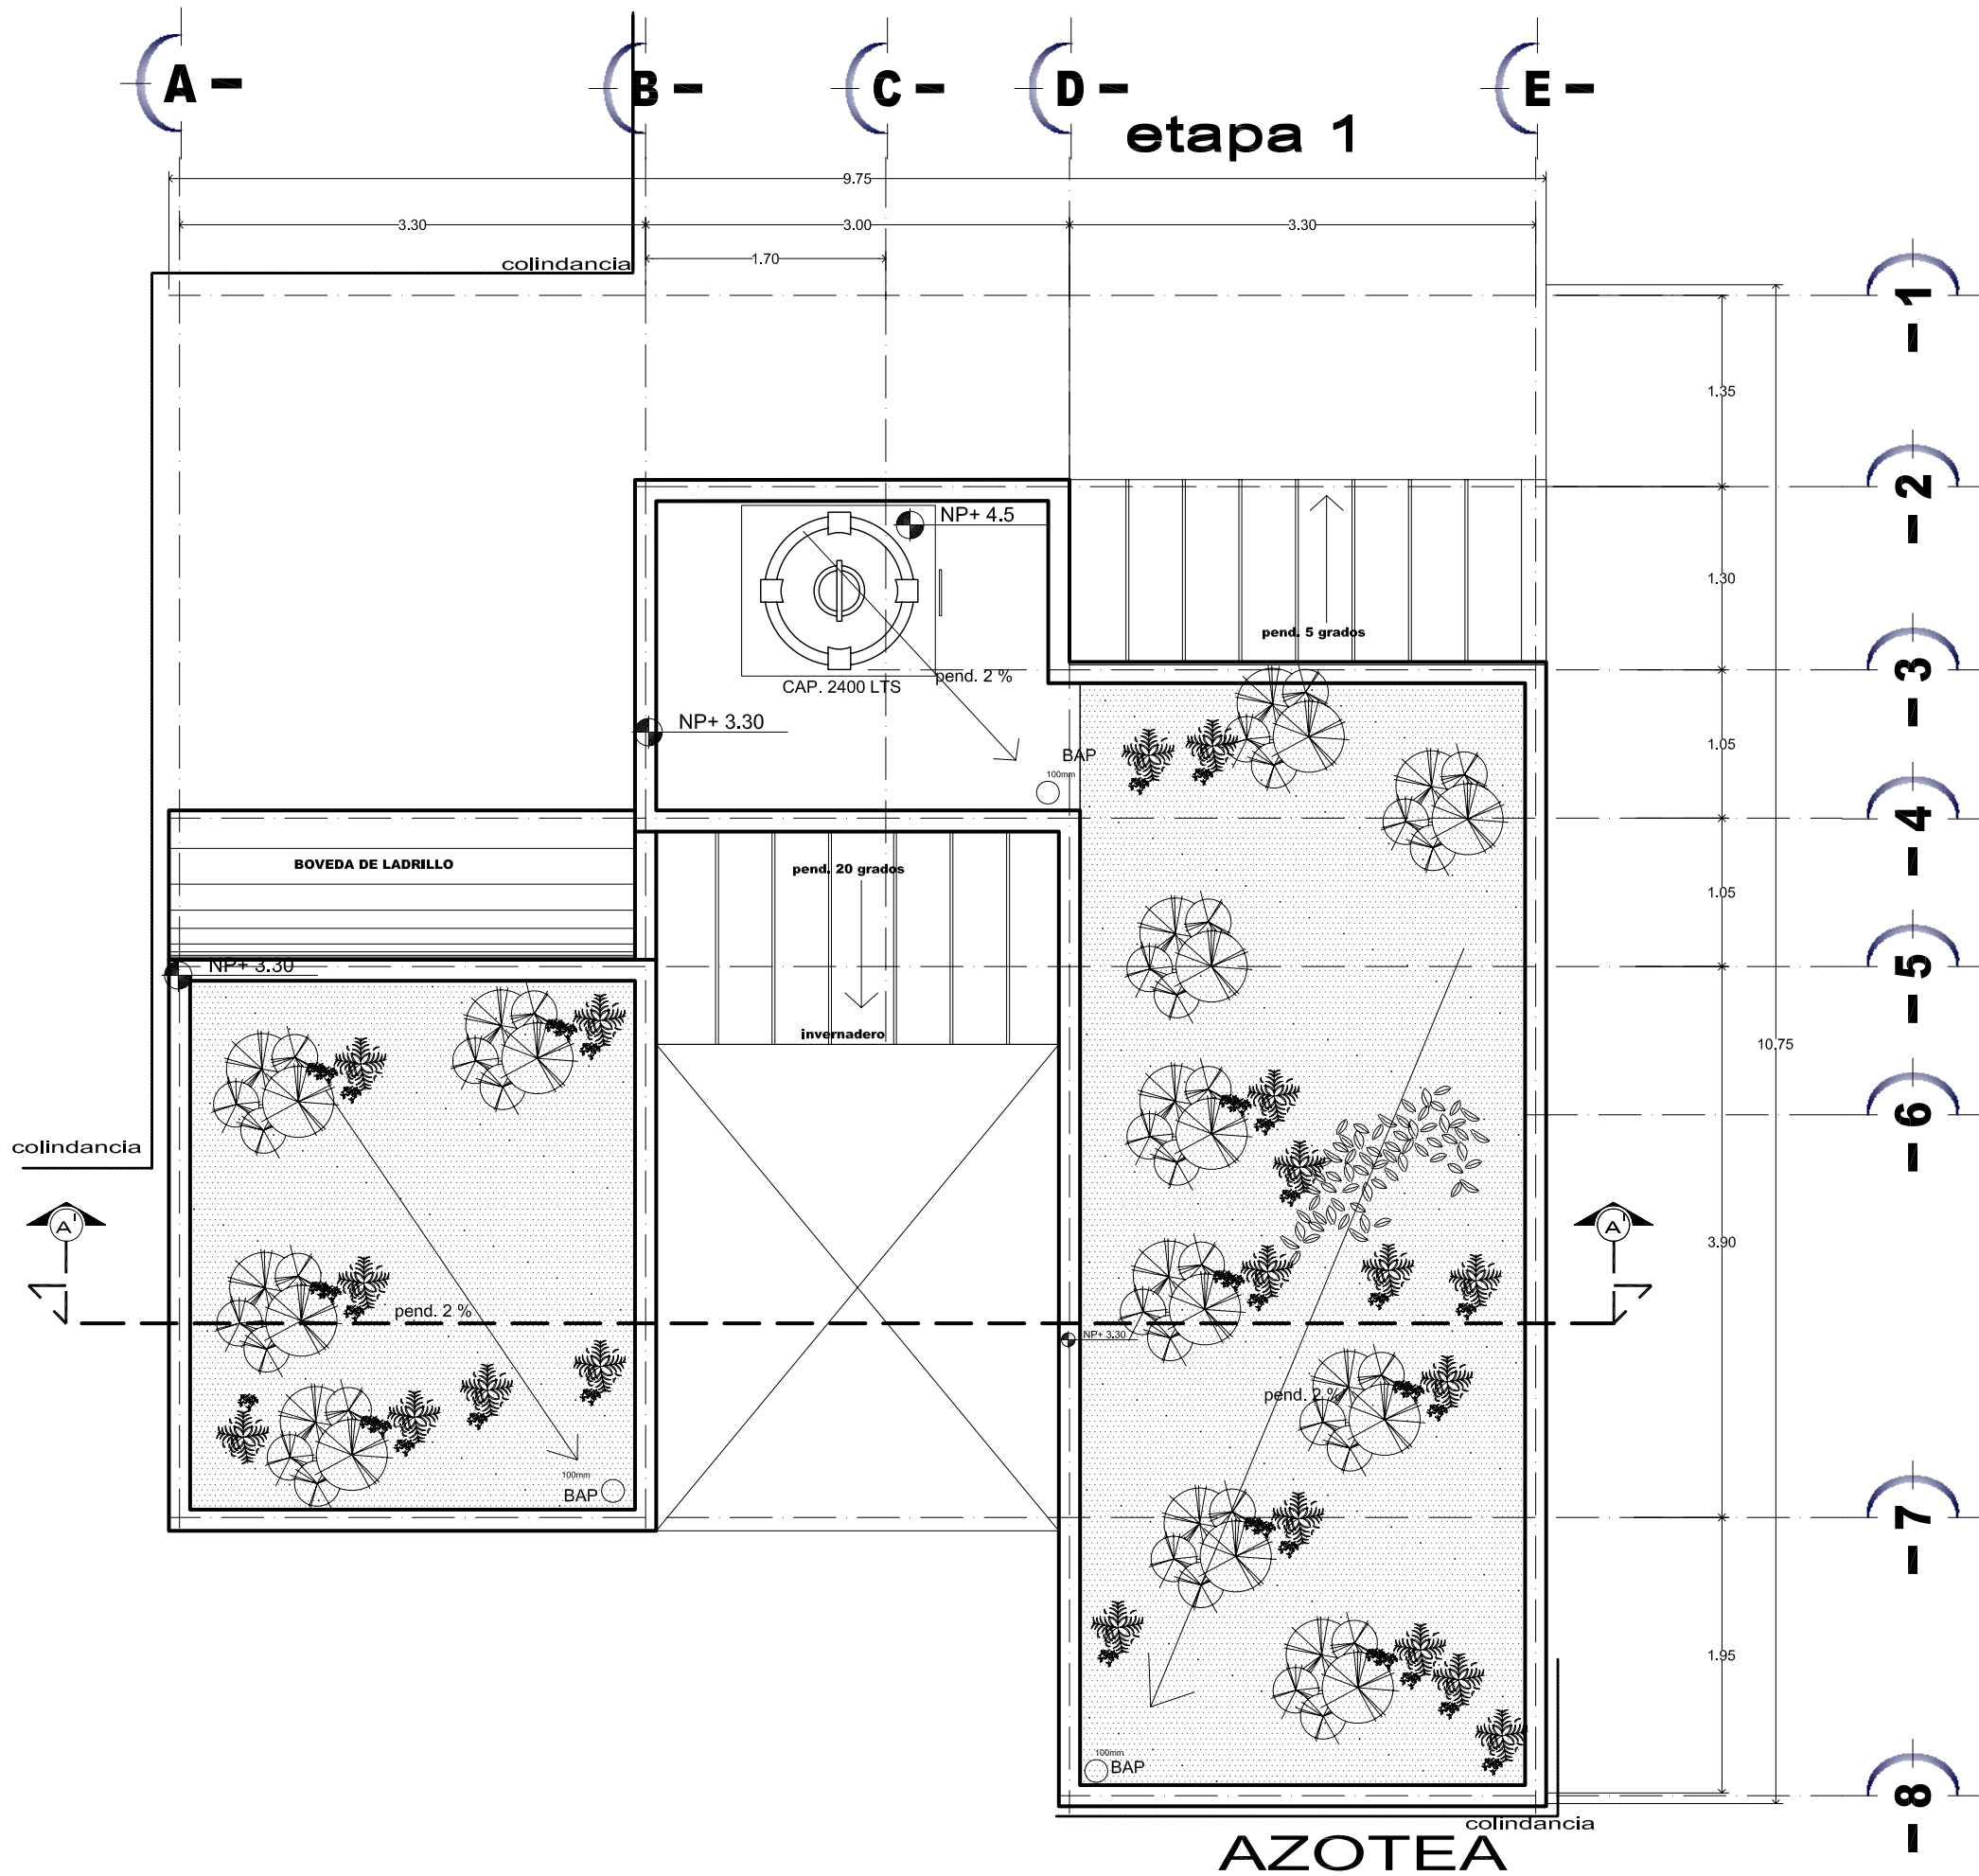 A -
B -
C -
D -
E -
etapa 1
9.75
3.30
3.00
3.30
1.70
colindancia
- 1
1.35
- 2
NP+ 4.5
1.30
pend. 5 grados
- 3
pend. 2 %
CAP. 2400 LTS
NP+ 3.30
1.05
BAP
100mm
- 4
BOVEDA DE LADRILLO
pend. 20 grados
1.05
NP+ 3.30
- 5
invernadero
10.75
- 6
colindancia
A'
A'
3.90
pend. 2 %
NP+ 3.30
pend. 2 %
100mm
BAP
- 7
1.95
100mm
BAP
- 8
colindancia
AZOTEA